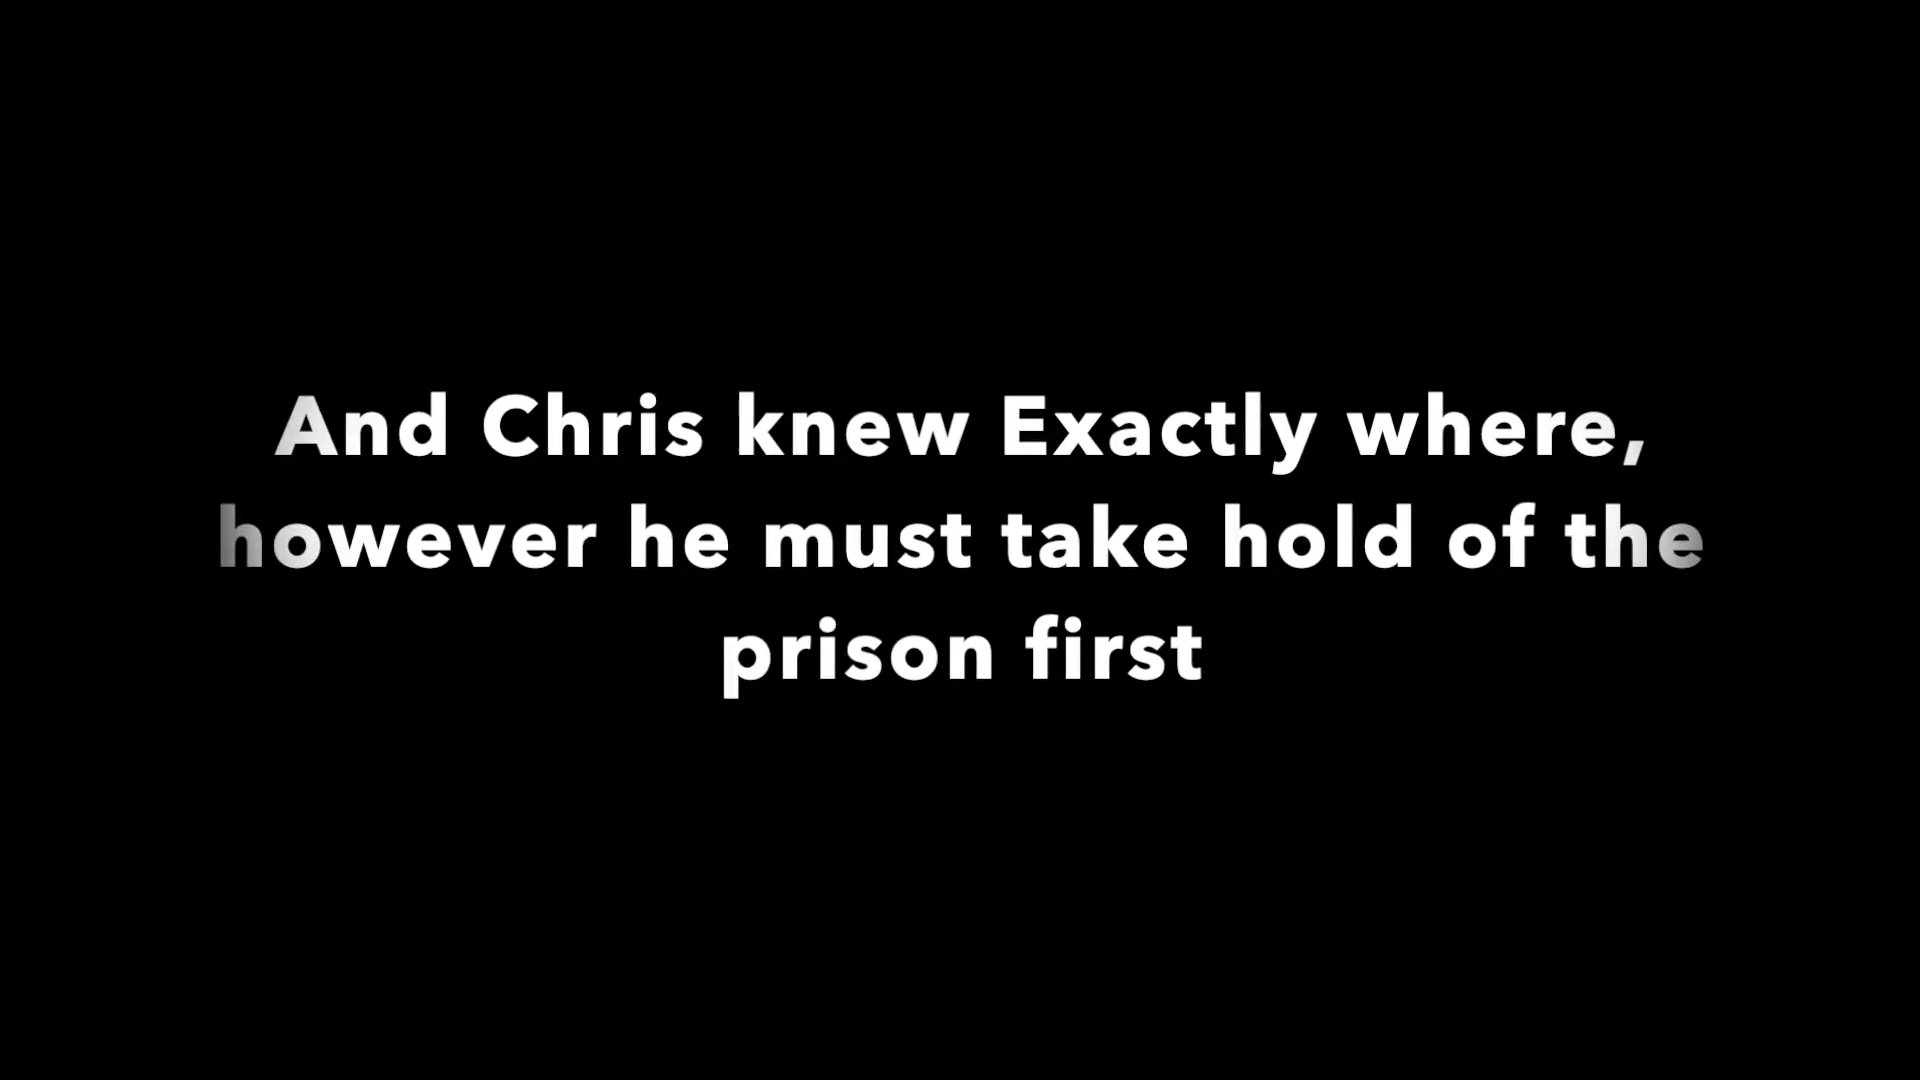 And Chris knew Exactly where,
however he must take hold of the
prison first